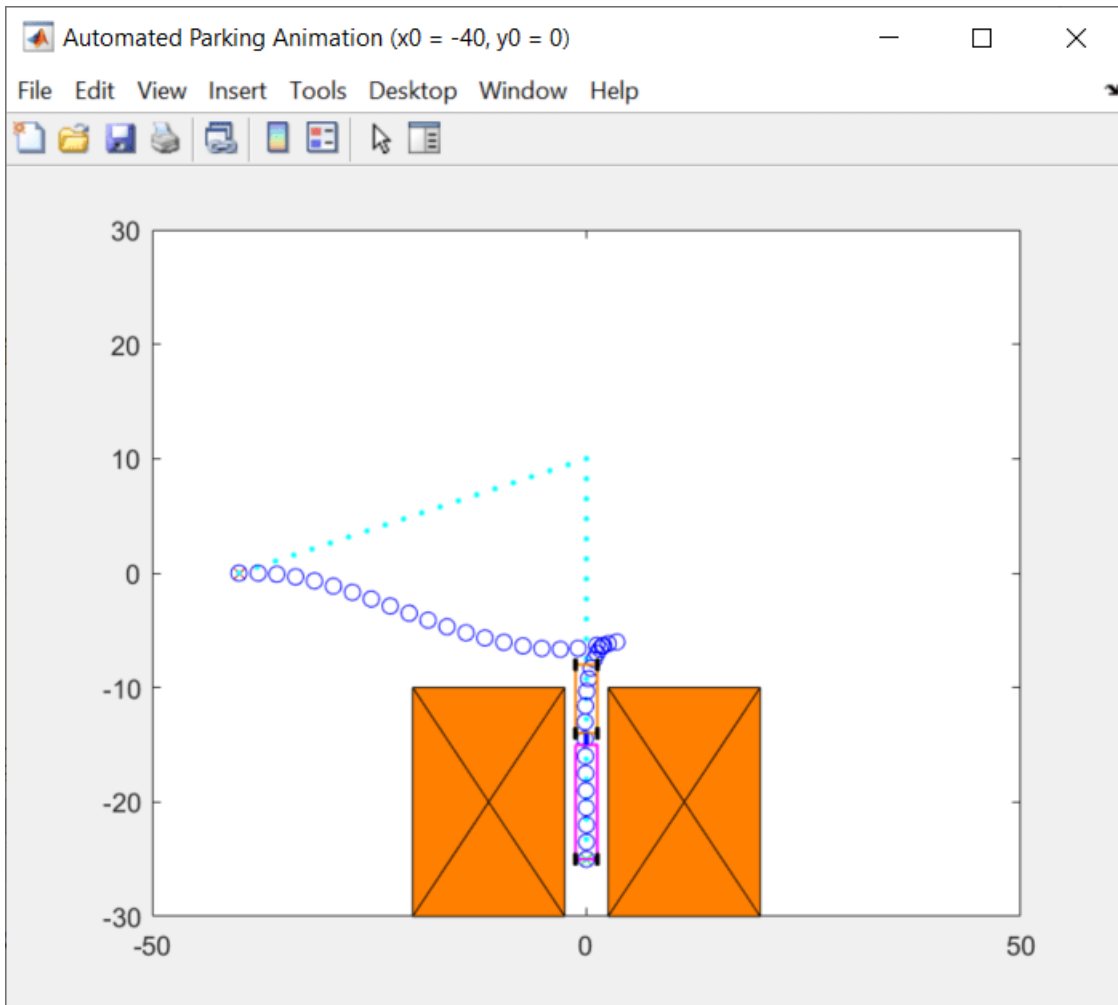 Automated Parking Animation (x0 = -40, y0 = 0)
File Edit View Insert Tools Desktop Window Help
30
20
10
0
-10
-20
-30
-50 0 50